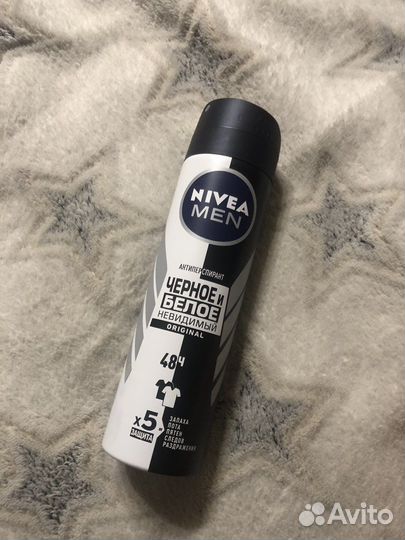 NIVEA
MEN
АНТИПЕРСПИРАНТ
ЧЕРНОЕ и
БЕЛОЕ
НЕВИДИМЫЙ
ORIGINAL
48Ч
x5
ЗАЩИТА
ЗАПАХА
ПОТА
ПЯТЕН
СЛЕДОВ
РАЗДРАЖЕНИЯ
Avito